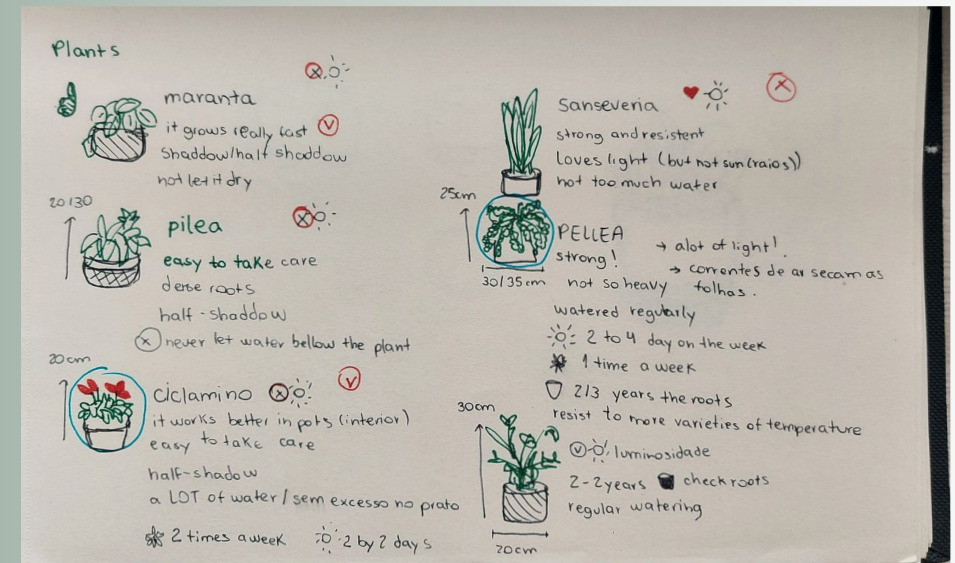 Plants
maranta
it grows really fast
Shaddow/half shaddow
not let it dry
20/30
pilea
easy to take care
dese roots
half-shaddow
never let water bellow the plant
20cm
ciclamino
it works better in pots (interior)
easy to take care
half-shadow
a LOT of water / sem excesso no prato
2 times a week
2 by 2 days
Sanseveria
strong and resistent
Loves light (but not sun (raios))
not too much water
25cm
30/35cm
PELLEA
strong!
not so heavy
→ a lot of light!
→ correntes de ar secam as
folhas.
watered regularly
2 to 4 day on the week
1 time a week
2/3 years the roots
resist to more varieties of temperature
30cm
luminosidade
2-2 years check roots
regular watering
20cm